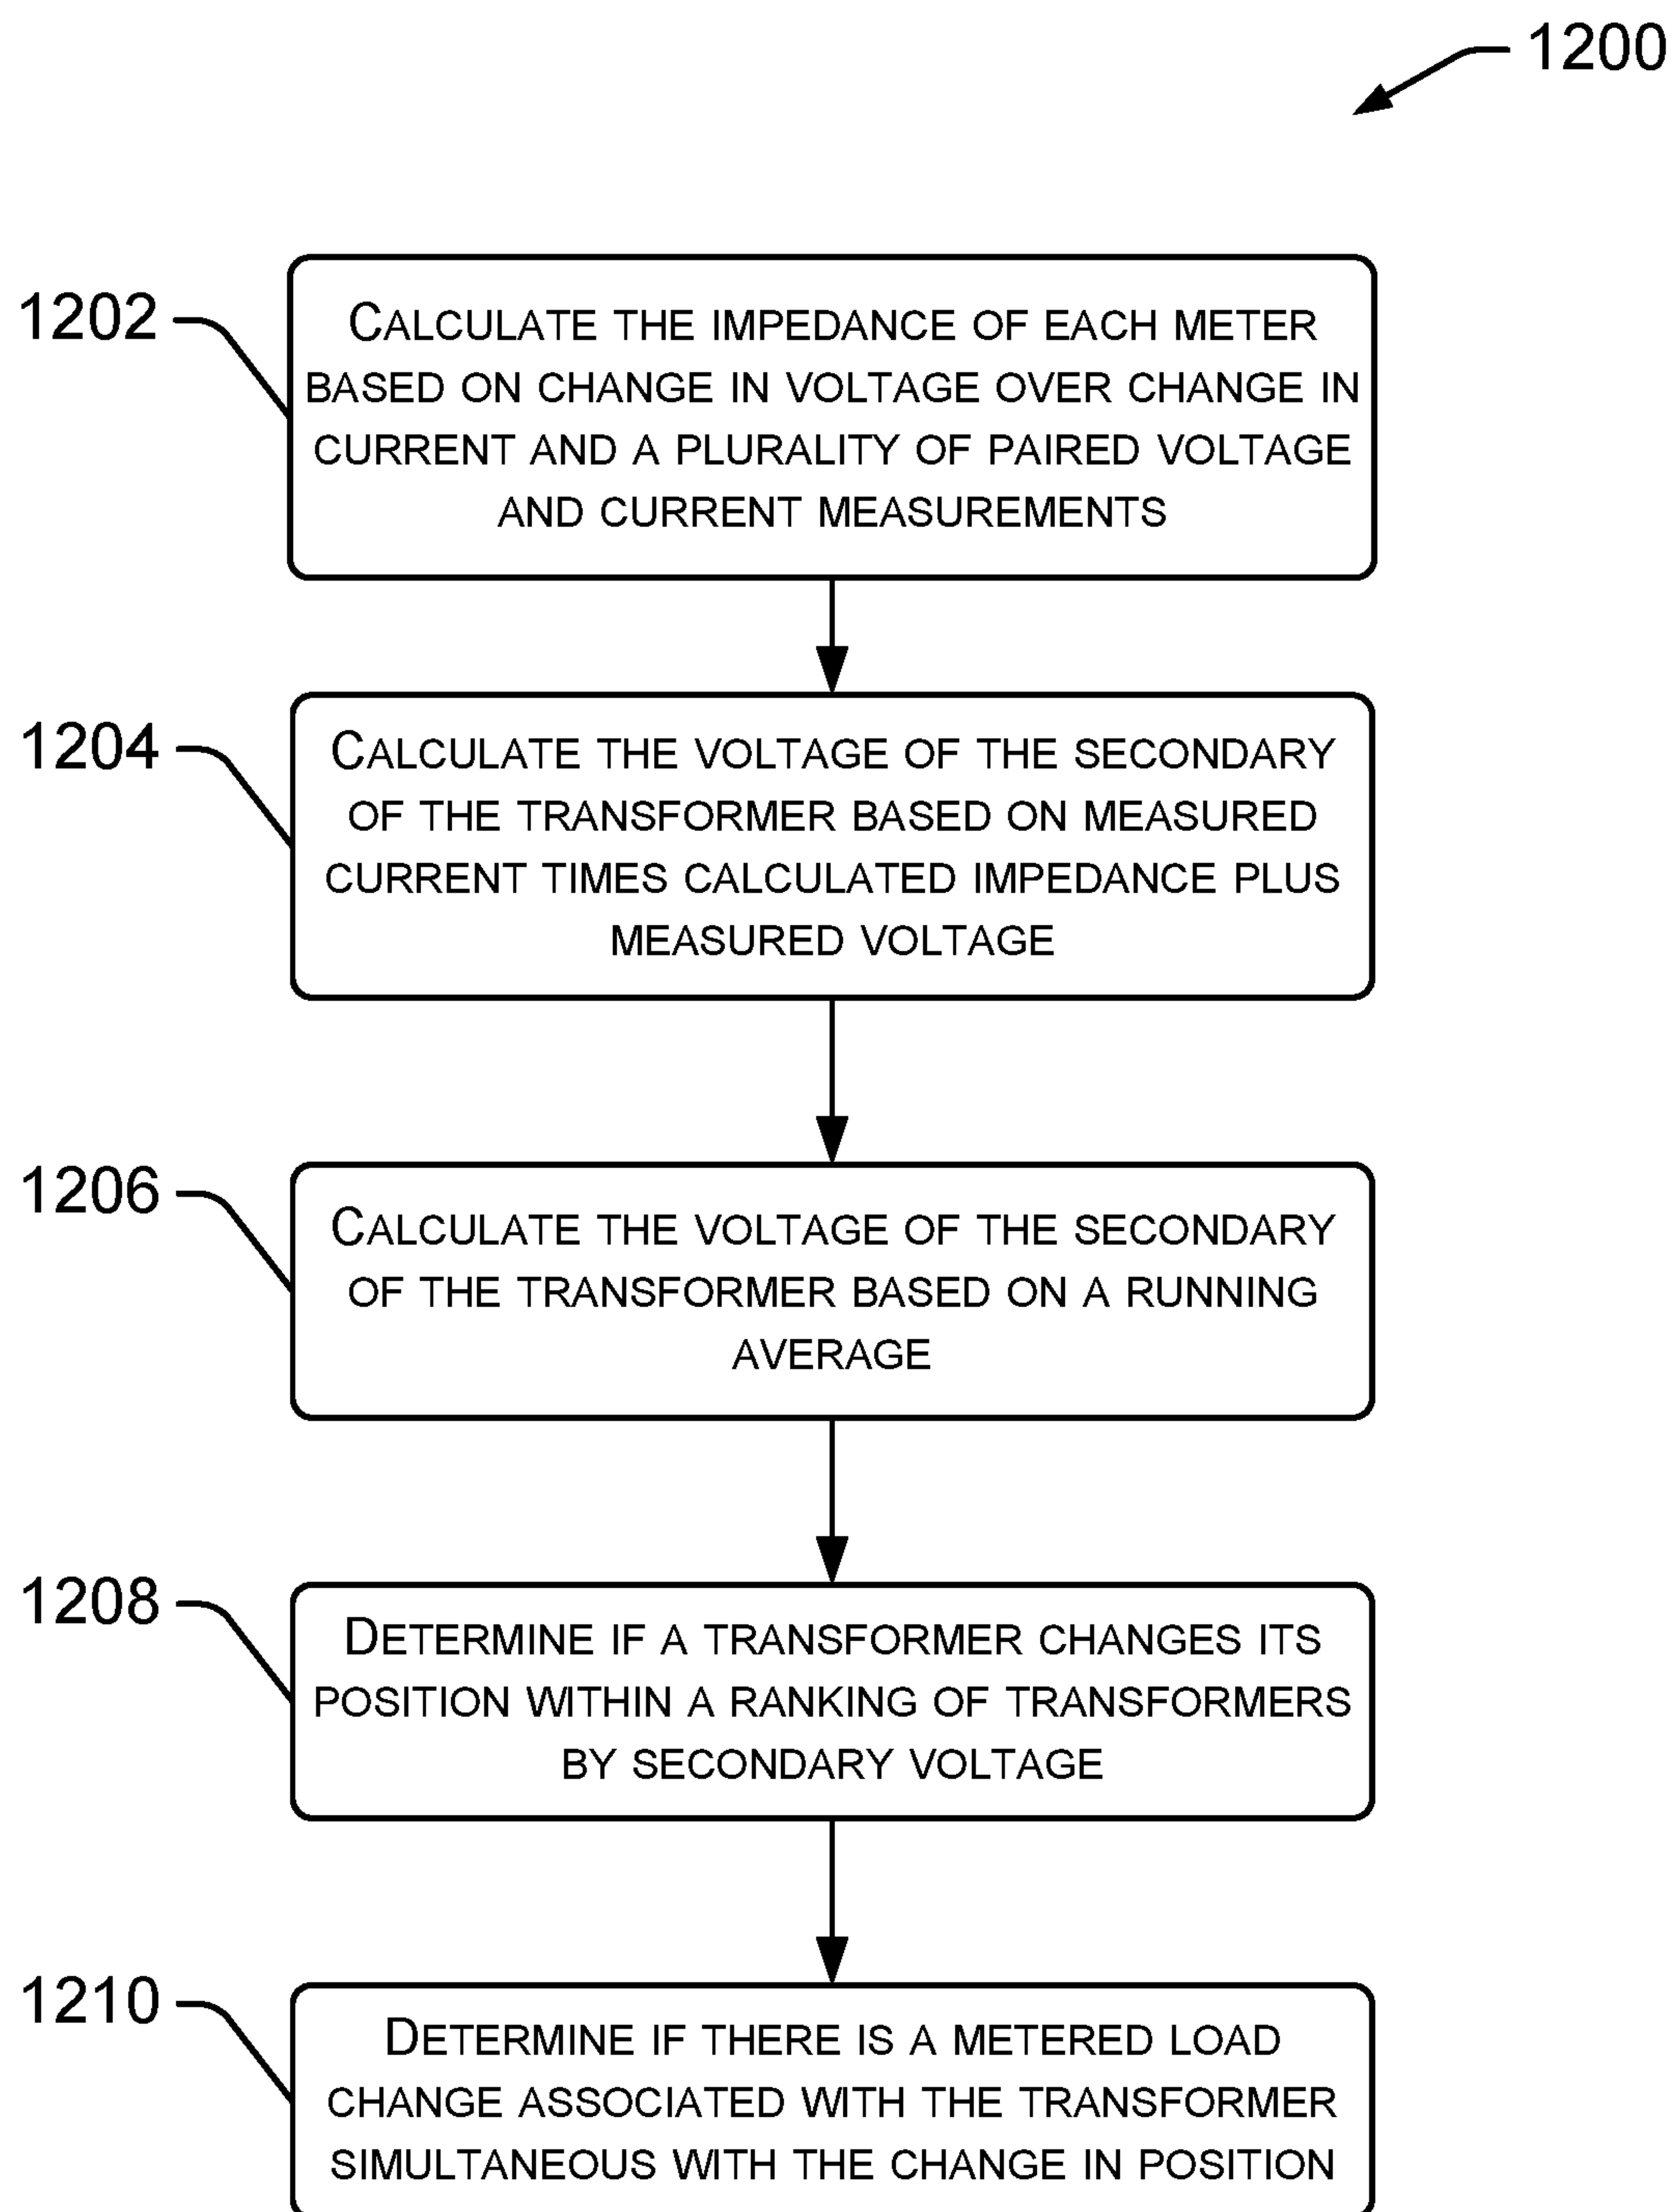 1200
1202
CALCULATE THE IMPEDANCE OF EACH METER
BASED ON CHANGE IN VOLTAGE OVER CHANGE IN
CURRENT AND A PLURALITY OF PAIRED VOLTAGE
AND CURRENT MEASUREMENTS
1204
CALCULATE THE VOLTAGE OF THE SECONDARY
OF THE TRANSFORMER BASED ON MEASURED
CURRENT TIMES CALCULATED IMPEDANCE PLUS
MEASURED VOLTAGE
1206
CALCULATE THE VOLTAGE OF THE SECONDARY
OF THE TRANSFORMER BASED ON A RUNNING
AVERAGE
1208
DETERMINE IF A TRANSFORMER CHANGES ITS
POSITION WITHIN A RANKING OF TRANSFORMERS
BY SECONDARY VOLTAGE
1210
DETERMINE IF THERE IS A METERED LOAD
CHANGE ASSOCIATED WITH THE TRANSFORMER
SIMULTANEOUS WITH THE CHANGE IN POSITION